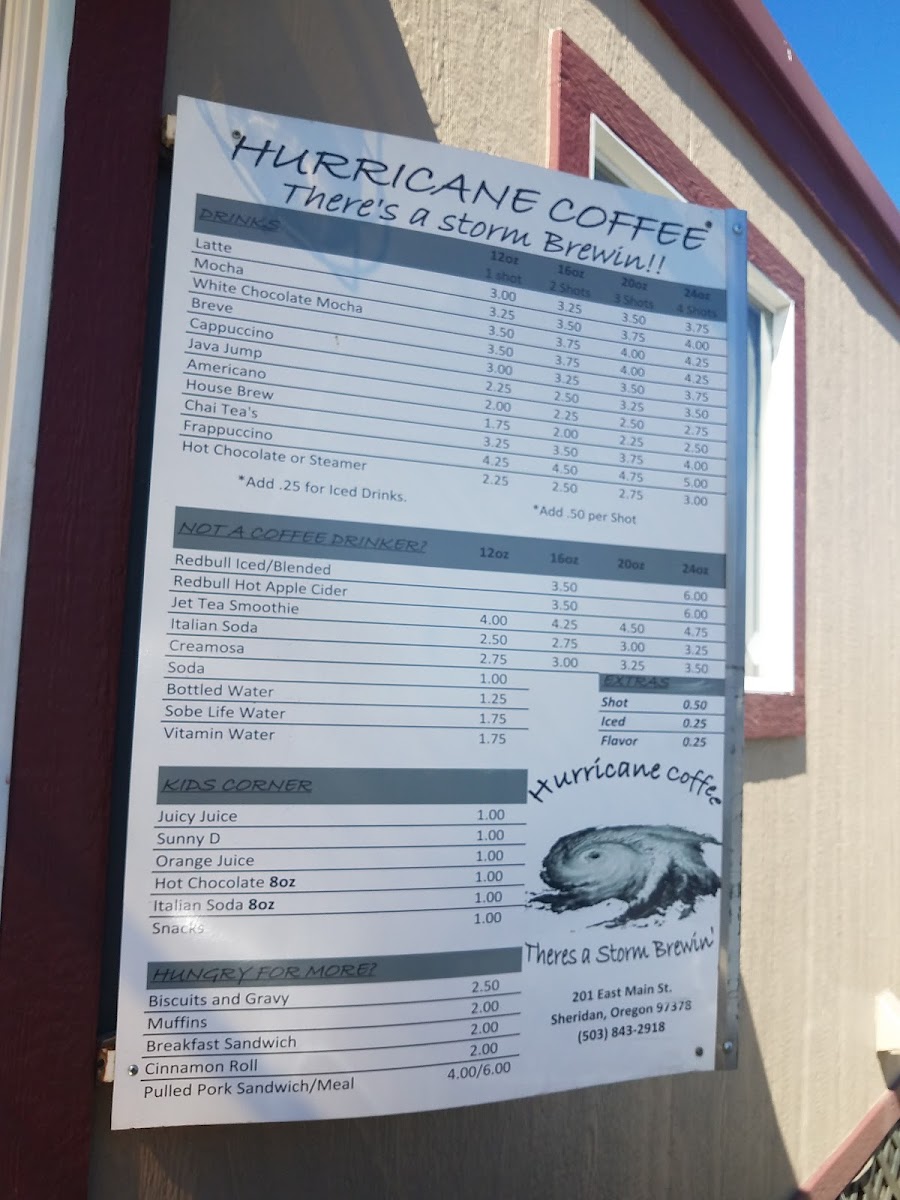 HURRICANE COFFEE
There's a storm Brewin!!
DRINKS 12oz 16oz 20oz 24oz
1 shot 2 Shots 3 Shots 4 Shots
Latte 3.00 3.25 3.50 3.75
Mocha 3.25 3.50 3.75 4.00
White Chocolate Mocha 3.50 3.75 4.00 4.25
Breve 3.50 3.75 4.00 4.25
Cappuccino 3.00 3.25 3.50 3.75
Java Jump 2.25 2.50 3.25 3.50
Americano 2.00 2.25 2.50 2.75
House Brew 1.75 2.00 2.25 2.50
Chai Tea's 3.25 3.50 3.75 4.00
Frappuccino 4.25 4.50 4.75 5.00
Hot Chocolate or Steamer 2.25 2.50 2.75 3.00
*Add .25 for Iced Drinks. *Add .50 per Shot
NOT A COFFEE DRINKER? 12oz 16oz 20oz 24oz
Redbull Iced/Blended 3.50 6.00
Redbull Hot Apple Cider 3.50 6.00
Jet Tea Smoothie 4.00 4.25 4.50 4.75
Italian Soda 2.50 2.75 3.00 3.25
Creamosa 2.75 3.00 3.25 3.50
Soda 1.00
Bottled Water 1.25
Sobe Life Water 1.75
Vitamin Water 1.75
EXTRAS
Shot 0.50
Iced 0.25
Flavor 0.25
KIDS CORNER
Juicy Juice 1.00
Sunny D 1.00
Orange Juice 1.00
Hot Chocolate 8oz 1.00
Italian Soda 8oz 1.00
Snacks 1.00
HUNGRY FOR MORE?
Biscuits and Gravy 2.50
Muffins 2.00
Breakfast Sandwich 2.00
Cinnamon Roll 2.00
Pulled Pork Sandwich/Meal 4.00/6.00
Hurricane Coffee
Theres a Storm Brewin'
201 East Main St.
Sheridan, Oregon 97378
(503) 843-2918